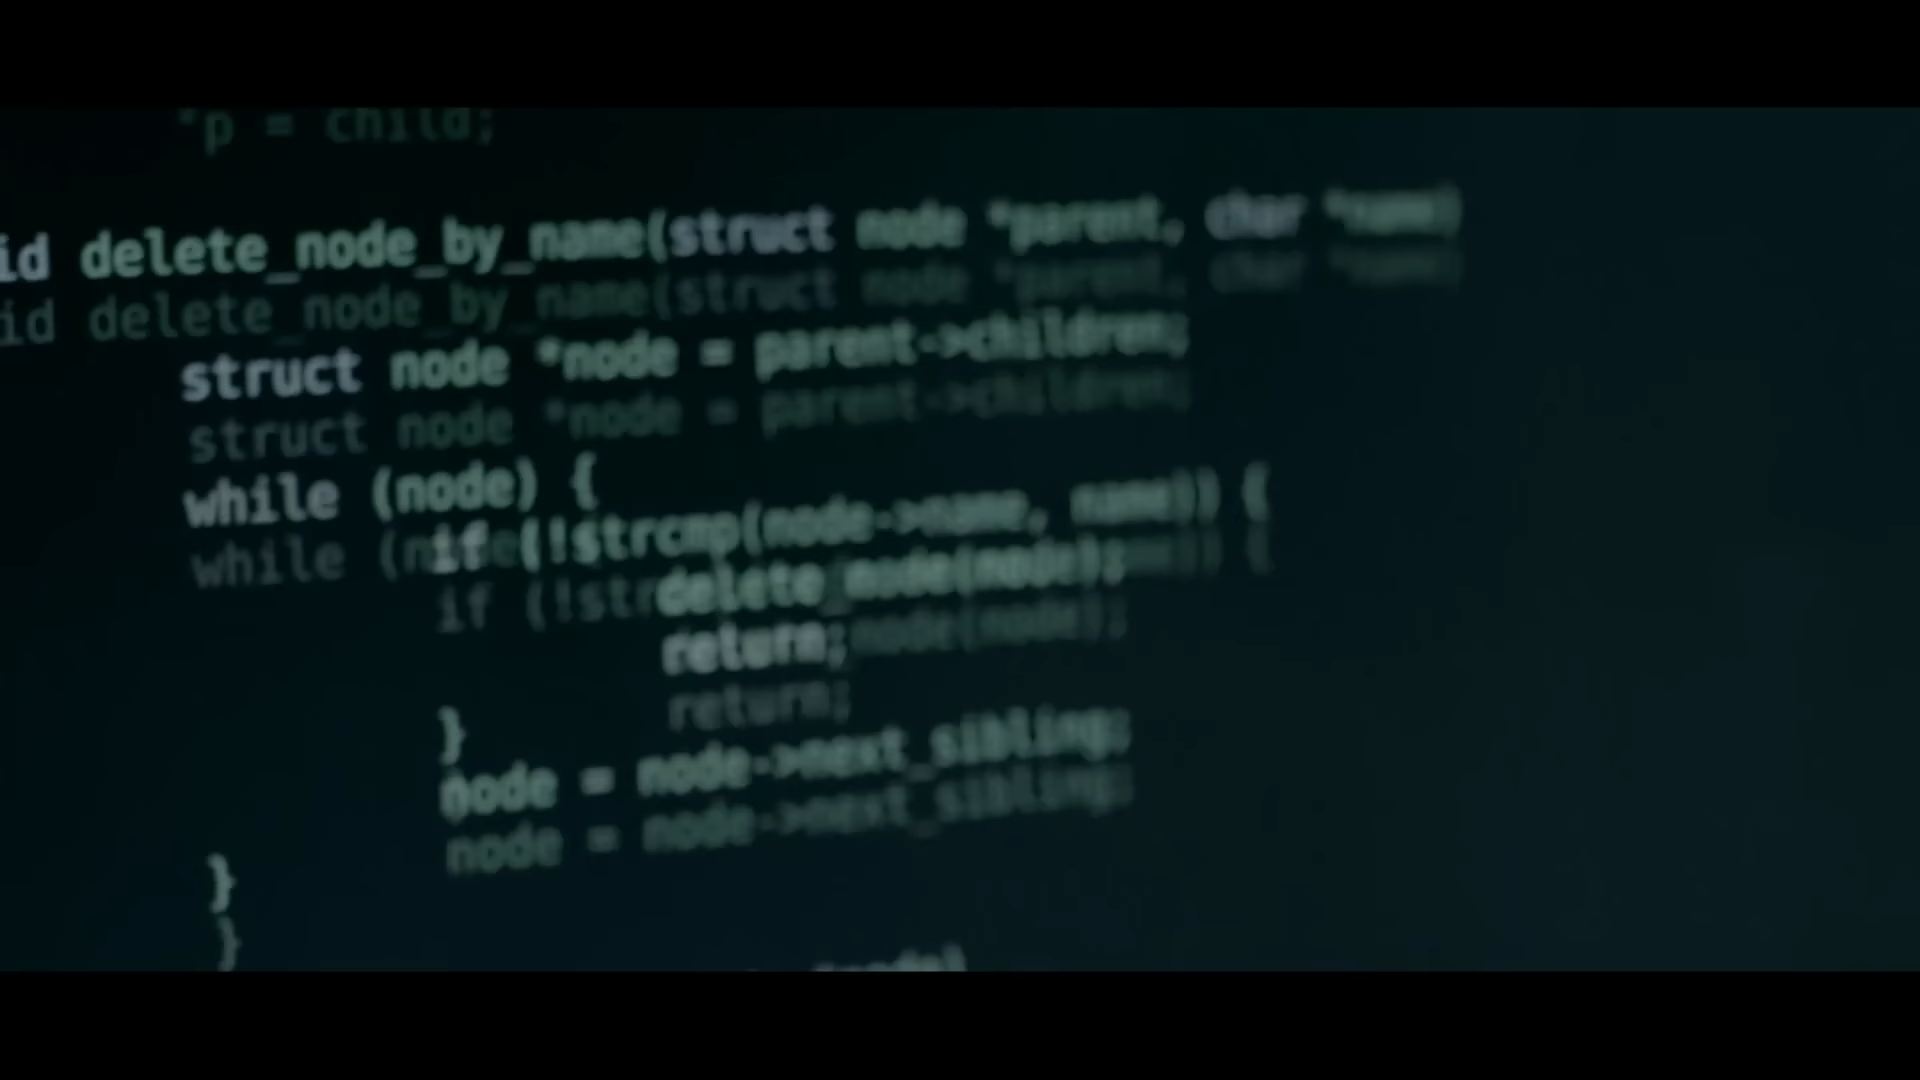 *p = child;
id delete_node_by_name(struct node *parent, char *name)
struct node *node = parent->children;
while (node) {
if (!strcmp(node->name, name)) {
delete_node(node);
return;
}
node = node->next_sibling;
}